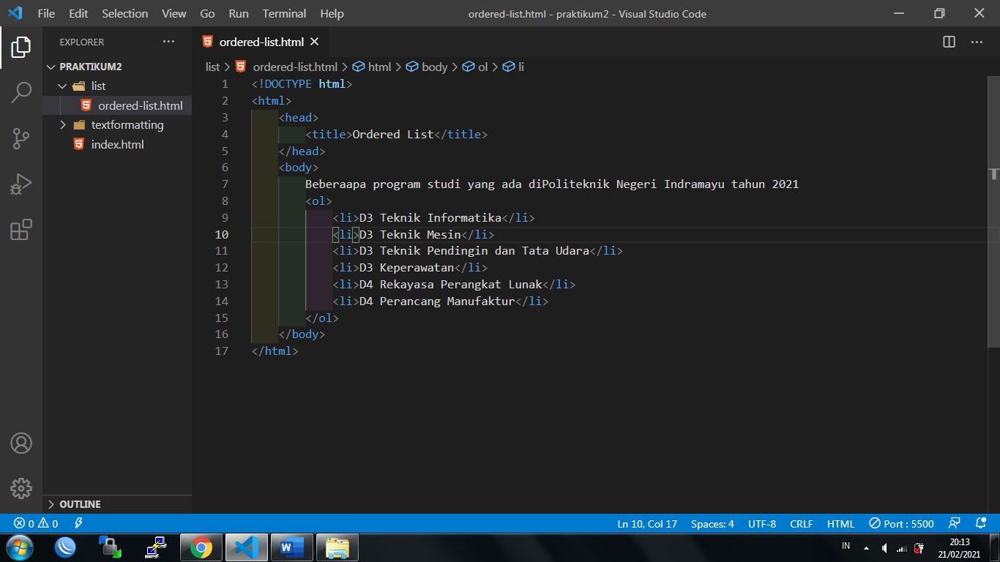 File Edit Selection View Go Run Terminal Help
ordered-list.html - praktikum2 - Visual Studio Code
EXPLORER
PRAKTIKUM2
list
ordered-list.html
textformatting
index.html
OUTLINE
ordered-list.html
list > ordered-list.html > html > body > ol > li
1 <!DOCTYPE html>
2 <html>
3 <head>
4 <title>Ordered List</title>
5 </head>
6 <body>
7 Beberaapa program studi yang ada diPoliteknik Negeri Indramayu tahun 2021
8 <ol>
9 <li>D3 Teknik Informatika</li>
10 <li>D3 Teknik Mesin</li>
11 <li>D3 Teknik Pendingin dan Tata Udara</li>
12 <li>D3 Keperawatan</li>
13 <li>D4 Rekayasa Perangkat Lunak</li>
14 <li>D4 Perancang Manufaktur</li>
15 </ol>
16 </body>
17 </html>
0 0
Ln 10, Col 17 Spaces: 4 UTF-8 CRLF HTML Port : 5500
W
IN
20:13
21/02/2021